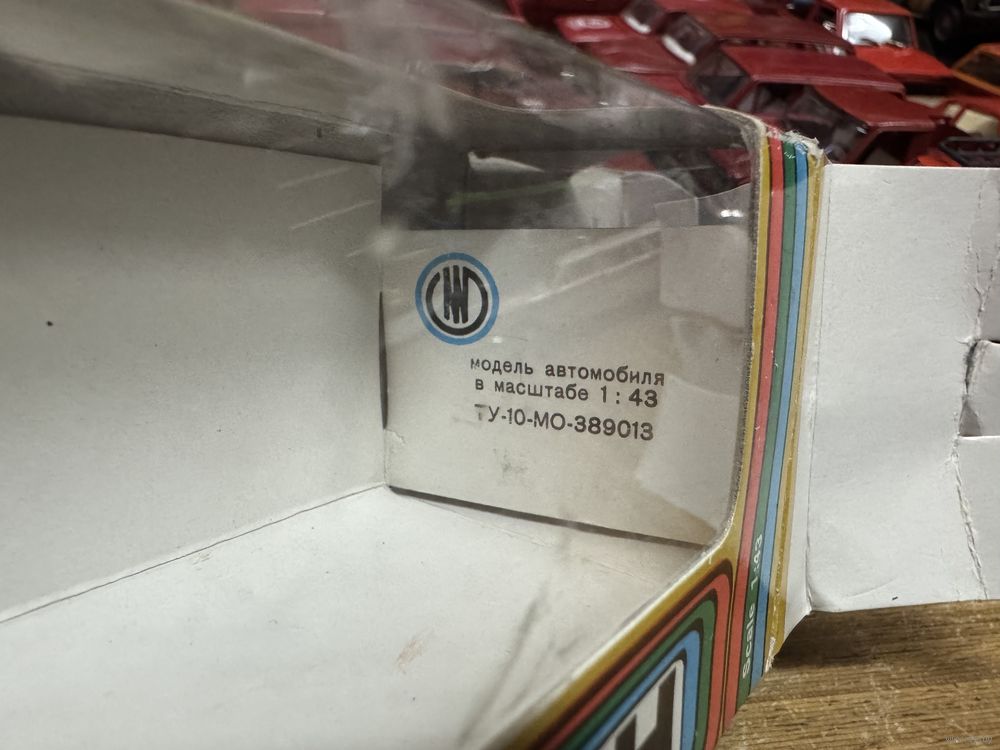 модель автомобиля
в масштабе 1:43
ТУ-10-МО-389013
Scale 1:43